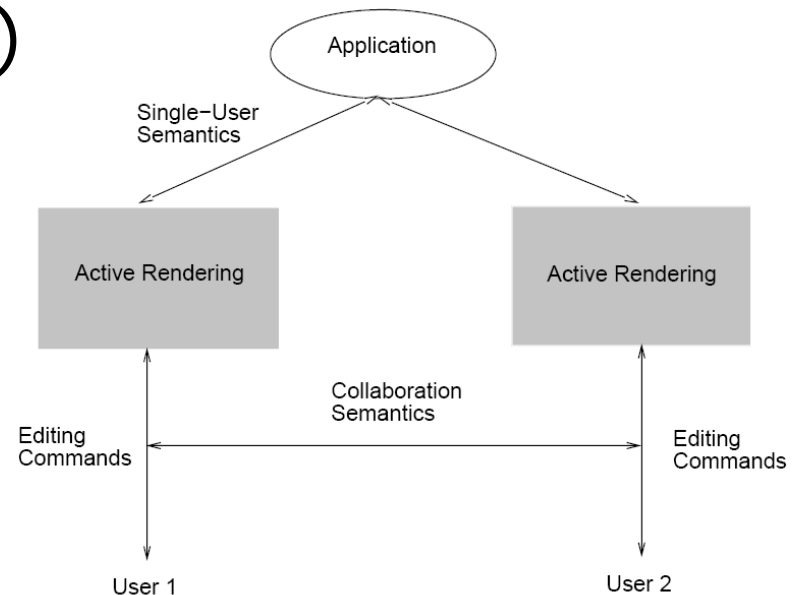 Application
Single−User
Semantics
Active Rendering
Active Rendering
Collaboration
Semantics
Editing
Commands
Editing
Commands
User 1
User 2